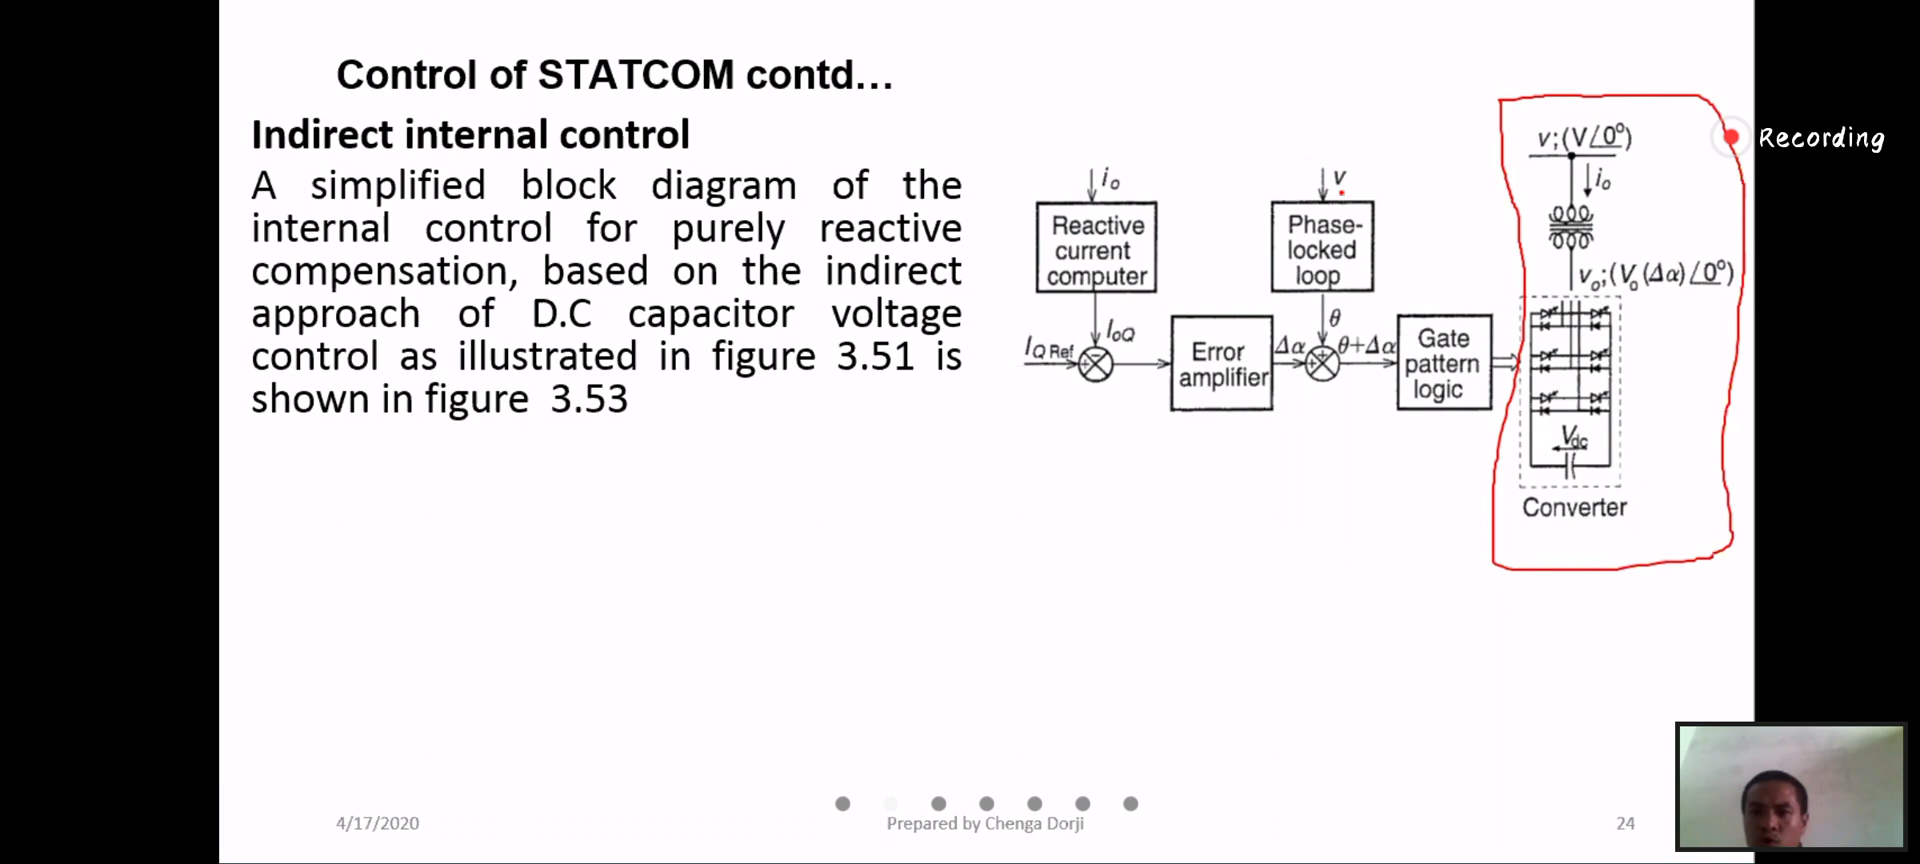 Control of STATCOM contd...
Indirect internal control
A simplified block diagram of the
internal control for purely reactive
compensation, based on the indirect
approach of D.C capacitor voltage
control as illustrated in figure 3.51 is
shown in figure 3.53
io
Reactive
current
computer
IQ Ref
IoQ
Error
amplifier
v
Phase-
locked
loop
θ
Δα
θ+Δα
Gate
pattern
logic
v;(V∠0°)
io
vo;(Vo(Δα)∠0°)
Vdc
Converter
Recording
4/17/2020
Prepared by Chenga Dorji
24